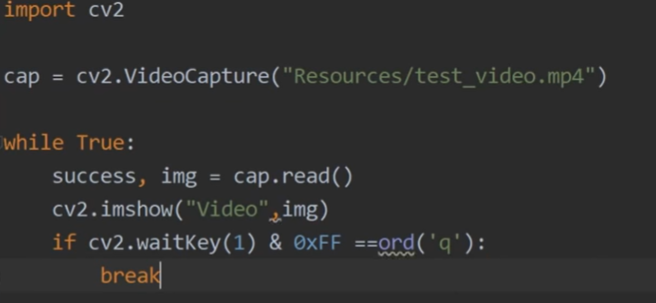 import cv2
cap = cv2.VideoCapture("Resources/test_video.mp4")
while True:
    success, img = cap.read()
    cv2.imshow("Video",img)
    if cv2.waitKey(1) & 0xFF ==ord('q'):
        break